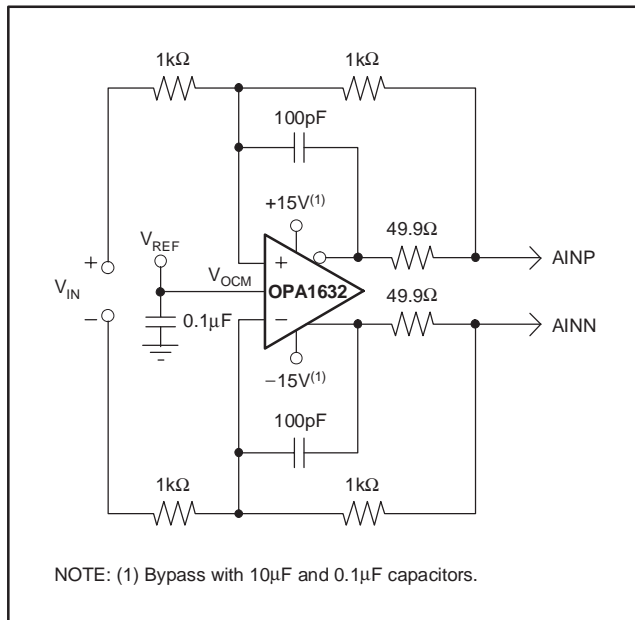 1kΩ
1kΩ
100pF
+15V(1)
49.9Ω
VREF
+
AINP
VOCM
+
OPA1632
VIN
49.9Ω
−
−
AINN
0.1μF
−15V(1)
100pF
1kΩ
1kΩ
NOTE: (1) Bypass with 10μF and 0.1μF capacitors.